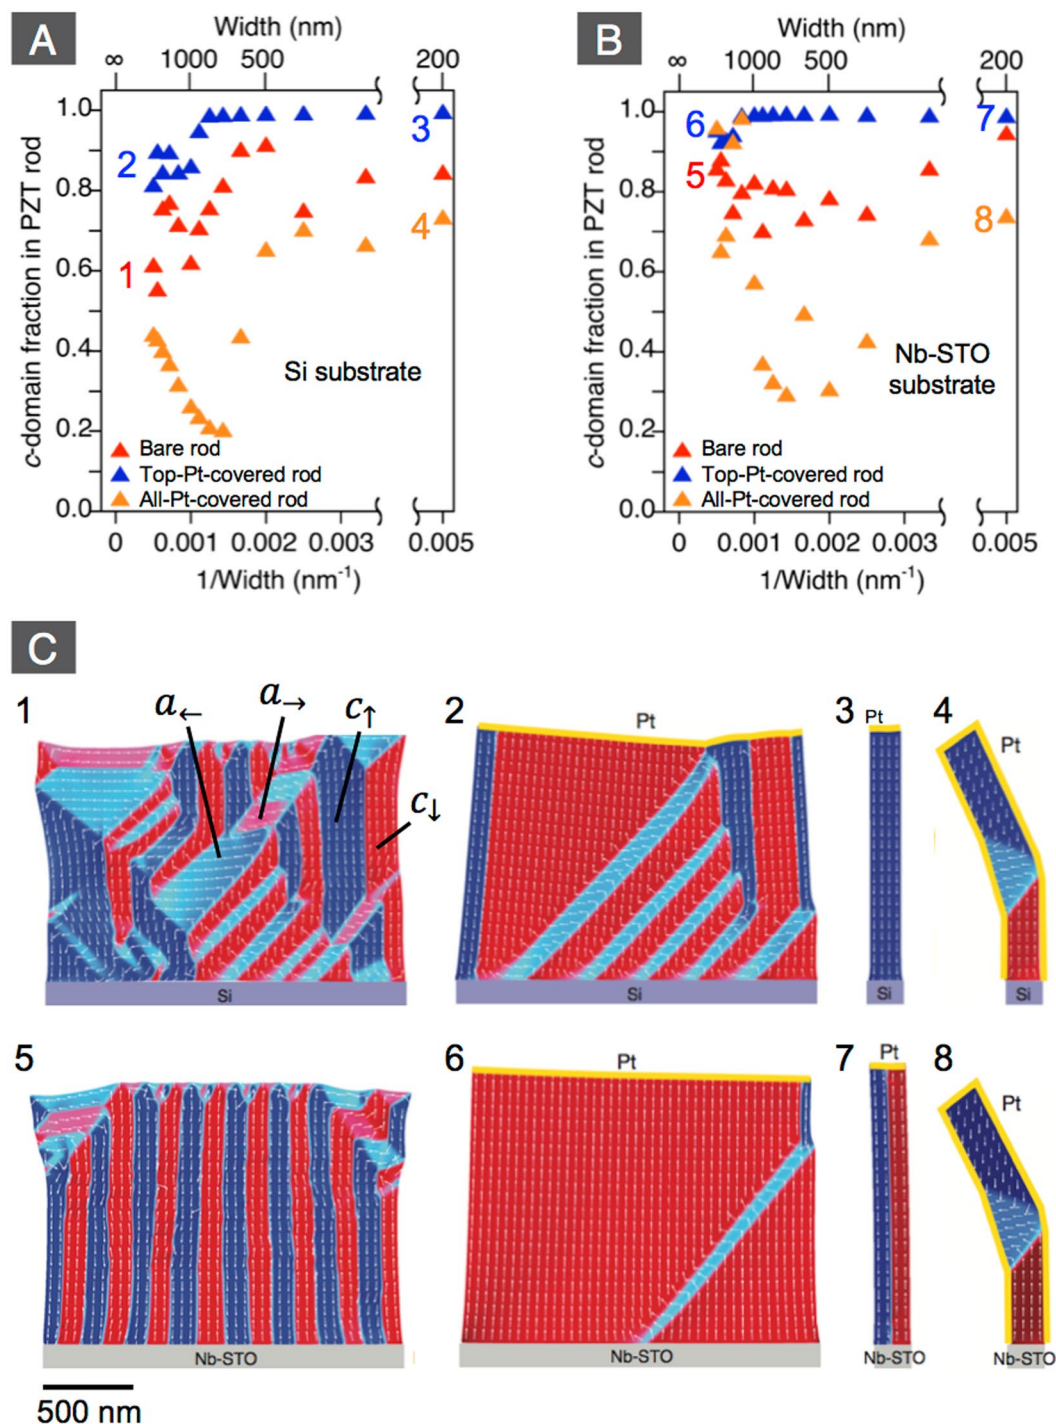 A
Width (nm)
∞ 1000 500 200
c-domain fraction in PZT rod
1.0
0.8
0.6
0.4
0.2
0.0
2
3
1
4
Si substrate
Bare rod
Top-Pt-covered rod
All-Pt-covered rod
0 0.001 0.002 0.003 0.005
1/Width (nm⁻¹)
B
Width (nm)
∞ 1000 500 200
c-domain fraction in PZT rod
1.0
0.8
0.6
0.4
0.2
0.0
6
7
5
8
Nb-STO
substrate
Bare rod
Top-Pt-covered rod
All-Pt-covered rod
0 0.001 0.002 0.003 0.005
1/Width (nm⁻¹)
C
1
a← a→ c↑
c↓
Si
2
Pt
Si
3 Pt
Si
4
Pt
Si
5
Nb-STO
6
Pt
Nb-STO
7 Pt
Nb-STO
8
Pt
Nb-STO
500 nm